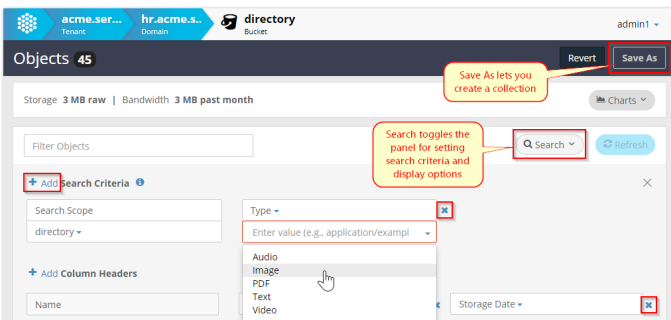 acme.ser...
Tenant
hr.acme.s..
Domain
directory
Bucket
admin1
Objects 45
Revert
Save As
Save As lets you
create a collection
Storage 3 MB raw | Bandwidth 3 MB past month
Charts
Search toggles the
panel for setting
search criteria and
display options
Filter Objects
Search
Refresh
+ Add Search Criteria
Search Scope
Type
directory
Enter value (e.g., application/exampl
Audio
Image
PDF
Text
Video
+ Add Column Headers
Name
Storage Date